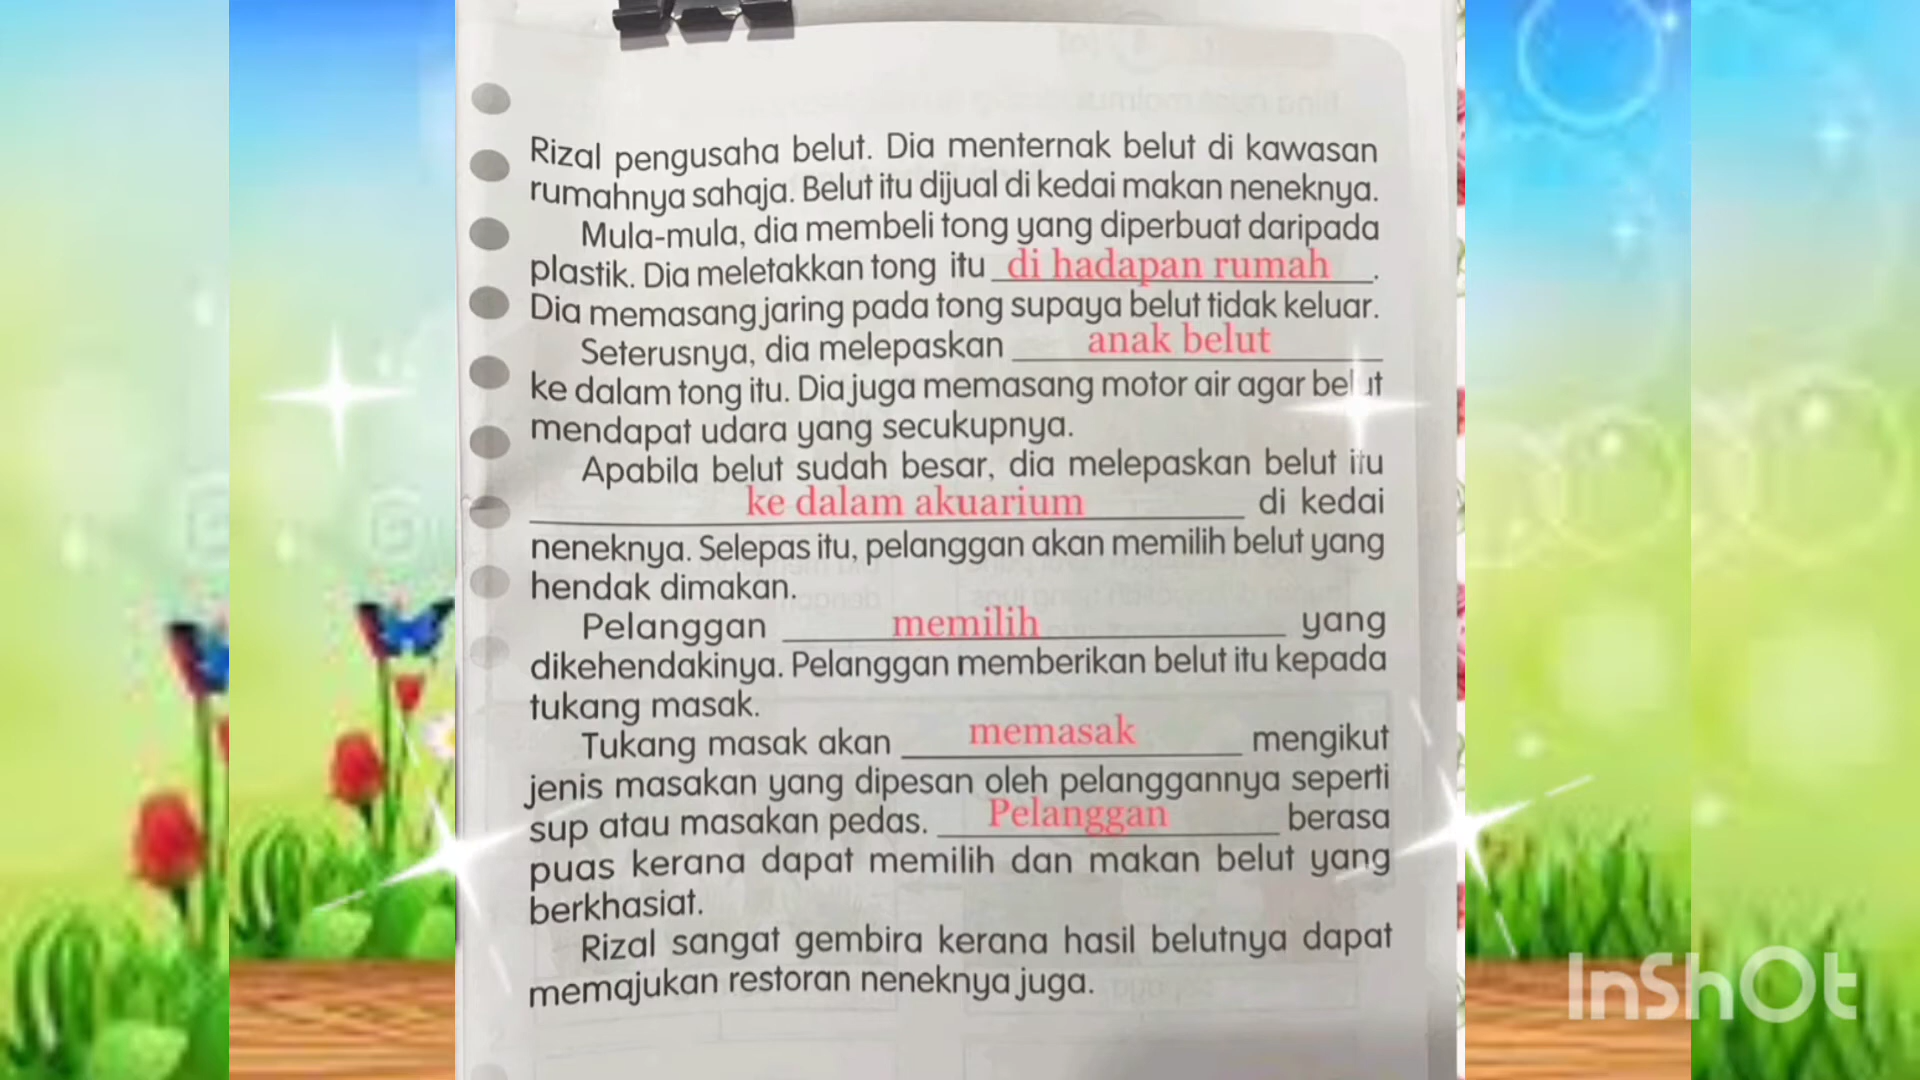 Rizal pengusaha belut. Dia menternak belut di kawasan
rumahnya sahaja. Belut itu dijual di kedai makan neneknya.
Mula-mula, dia membeli tong yang diperbuat daripada
plastik. Dia meletakkan tong itu di hadapan rumah.
Dia memasang jaring pada tong supaya belut tidak keluar.
Seterusnya, dia melepaskan anak belut
ke dalam tong itu. Dia juga memasang motor air agar belut
mendapat udara yang secukupnya.
Apabila belut sudah besar, dia melepaskan belut itu
ke dalam akuarium di kedai
neneknya. Selepas itu, pelanggan akan memilih belut yang
hendak dimakan.
Pelanggan memilih yang
dikehendakinya. Pelanggan memberikan belut itu kepada
tukang masak.
Tukang masak akan memasak mengikut
jenis masakan yang dipesan oleh pelanggannya seperti
sup atau masakan pedas. Pelanggan berasa
puas kerana dapat memilih dan makan belut yang
berkhasiat.
Rizal sangat gembira kerana hasil belutnya dapat
memajukan restoran neneknya juga.
InShOt